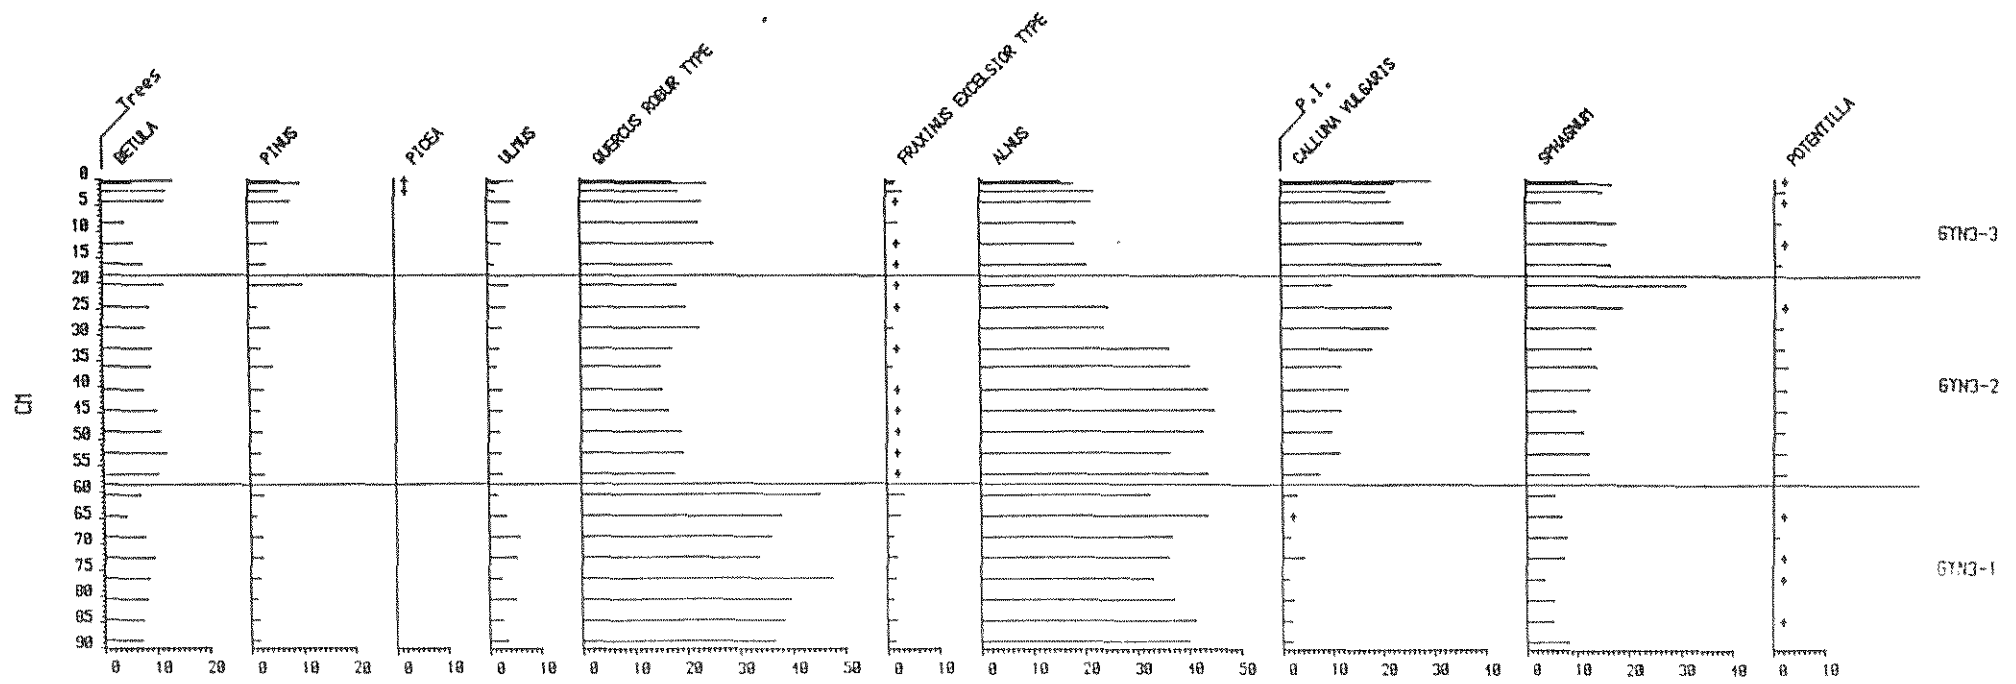 Trees
BETULA
PINUS
PICEA
ULMUS
QUERCUS ROBUR TYPE
FRAXINUS EXCELSIOR TYPE
ALNUS
P.I.
CALLUNA VULGARIS
SPHAGNUM
POTENTILLA
CM
0
5
10
15
20
25
30
35
40
45
50
55
60
65
70
75
80
85
90
GYN3-3
GYN3-2
GYN3-1
0 10 20
0 10 20
0 10
0 10
0 10 20 30 40 50
0 10
0 10 20 30 40 50
0 10 20 30 40
0 10 20 30 40
0 10